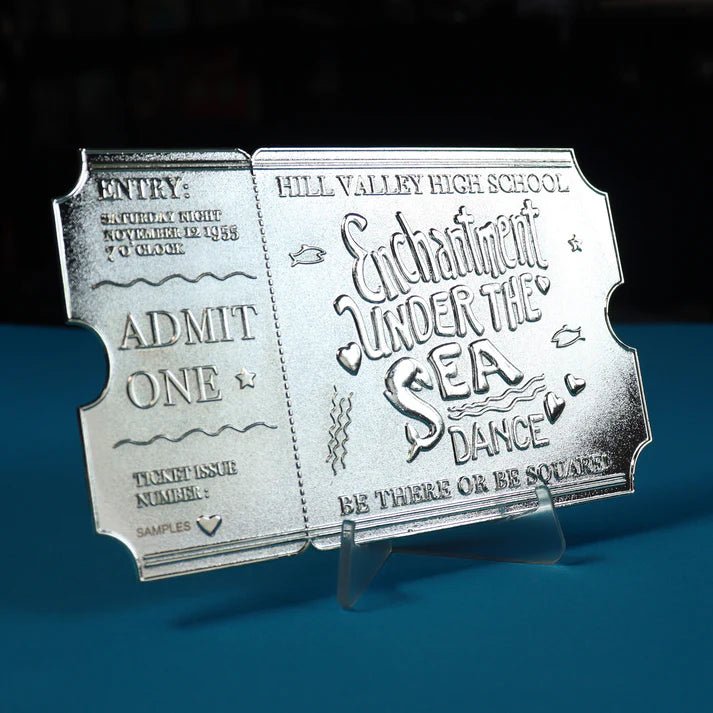 ENTRY:
SATURDAY NIGHT
NOVEMBER 12 1955
7 O' CLOCK
ADMIT
ONE
TICKET ISSUE
NUMBER:
SAMPLES
HILL VALLEY HIGH SCHOOL
Enchantment
UNDER THE
SEA
DANCE
BE THERE OR BE SQUARE!